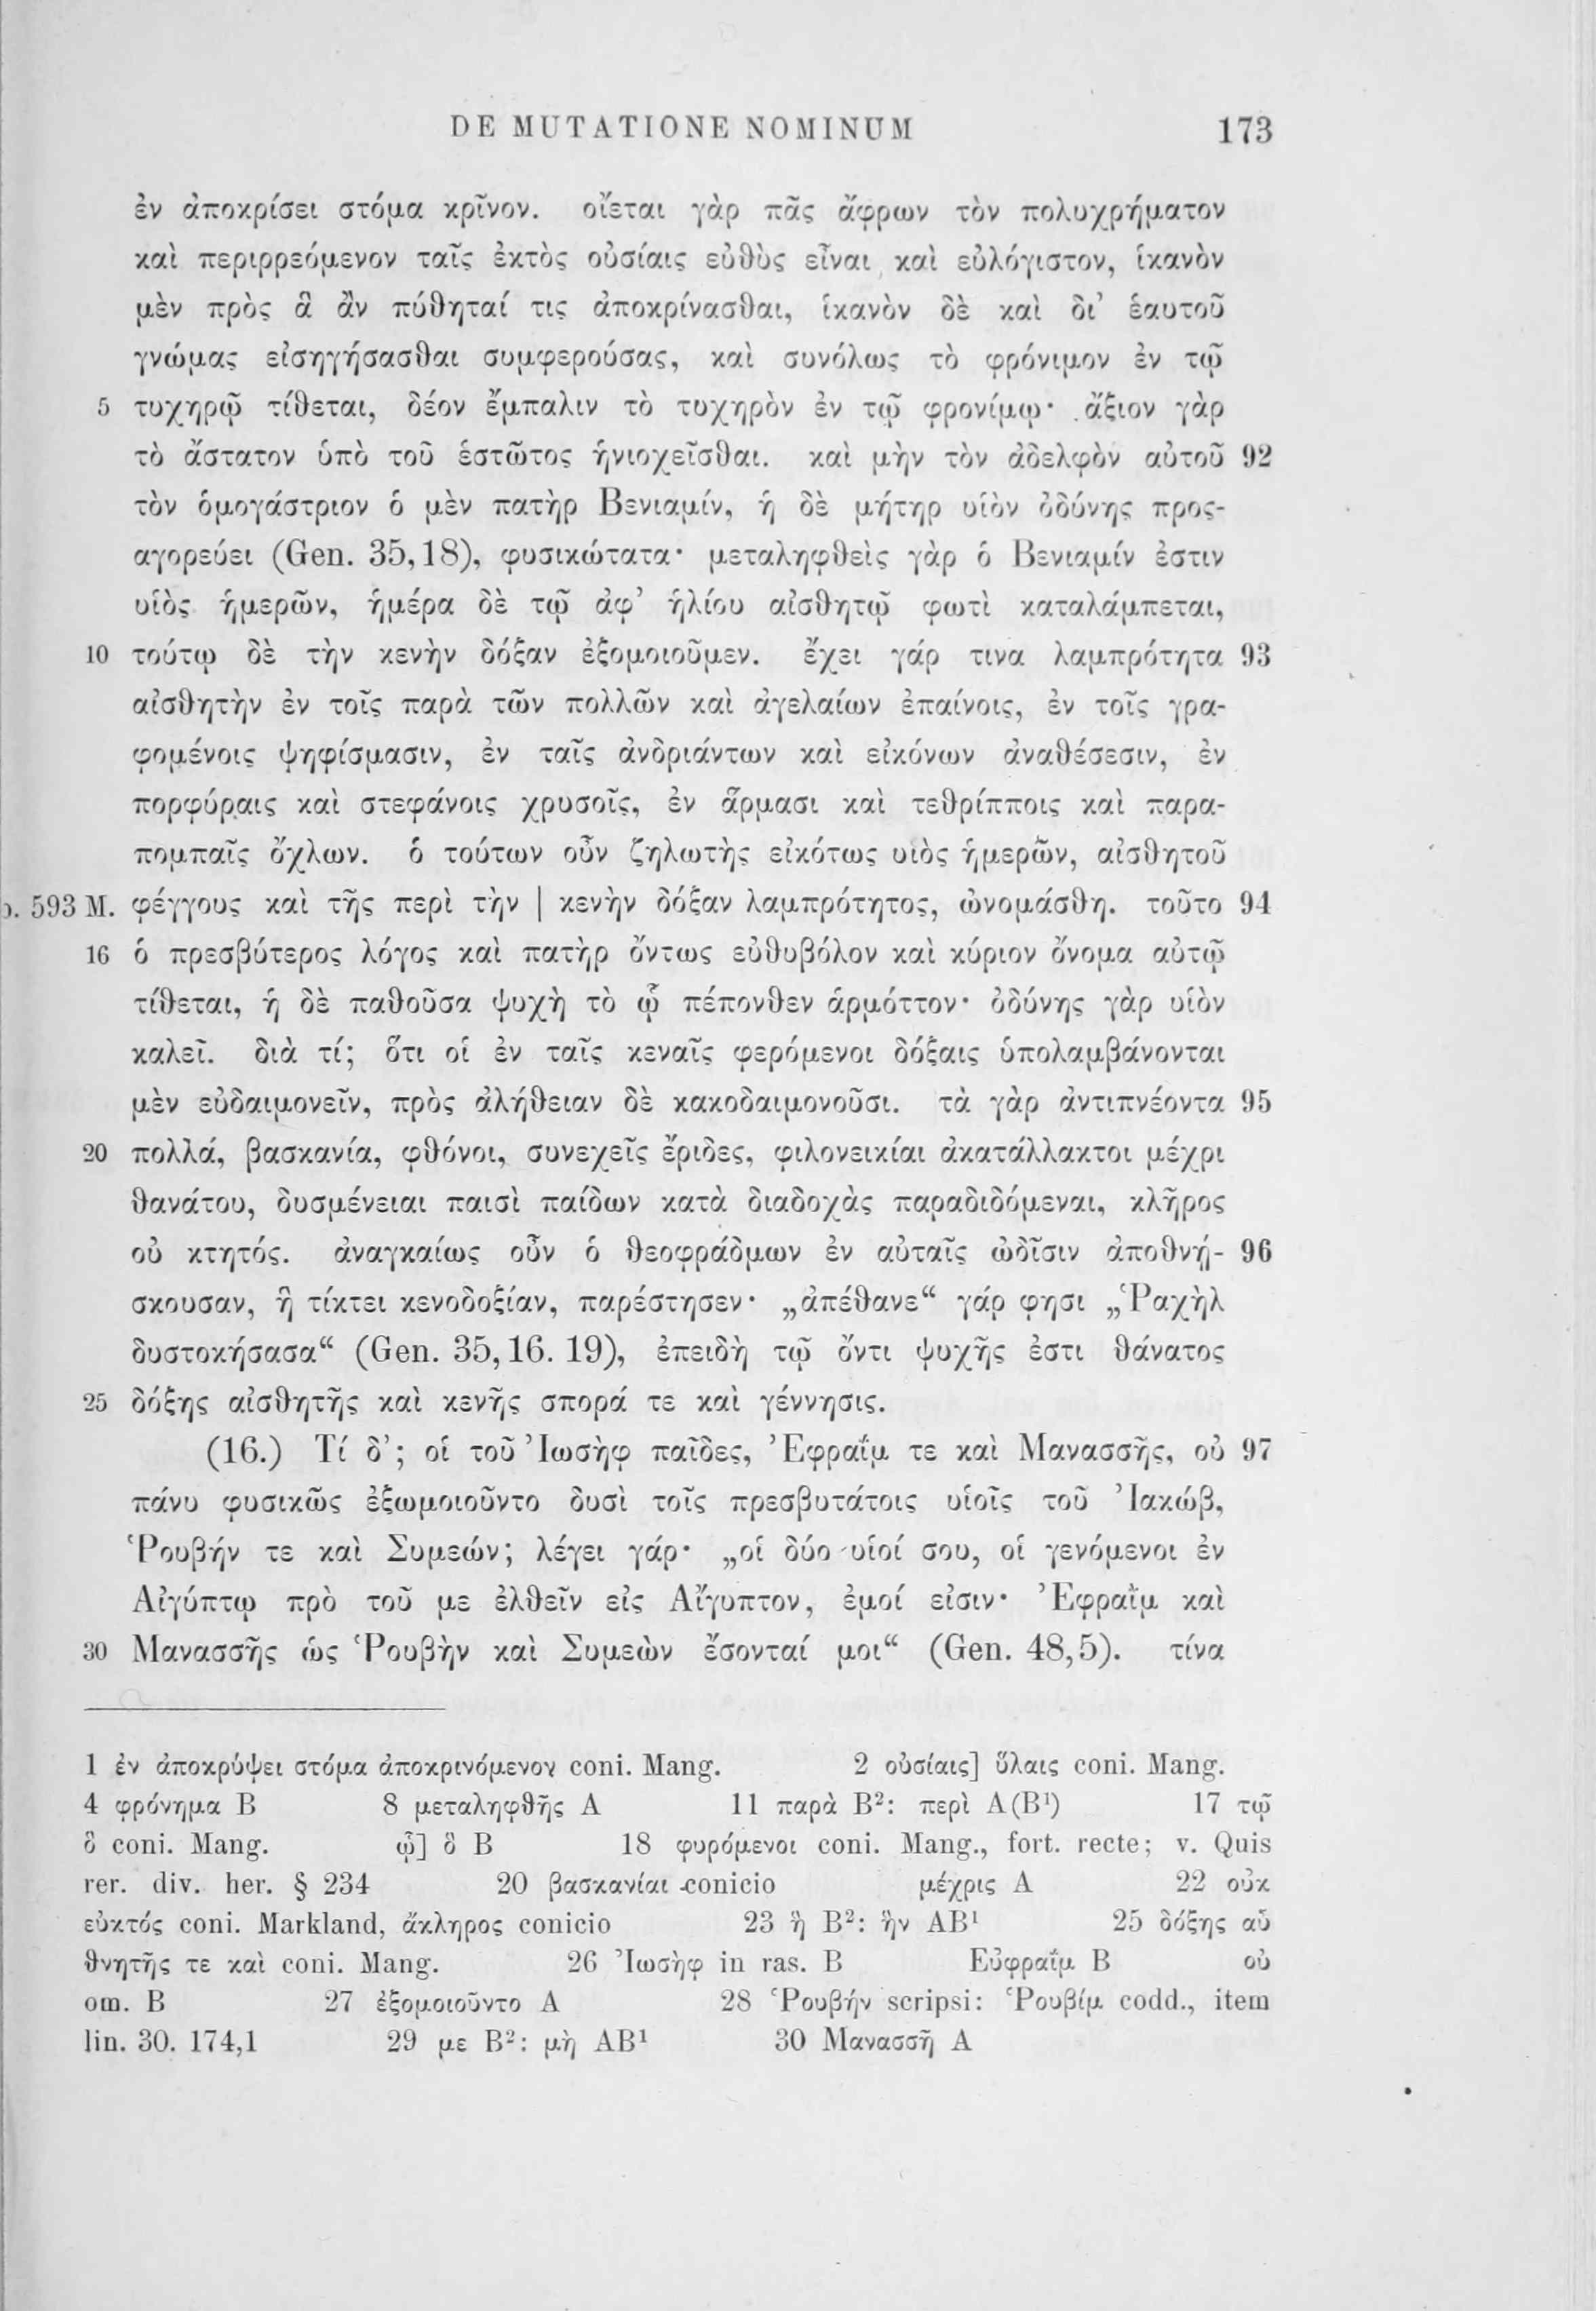 DE MUTATIONE NOMINUM 173
ἐν ἀποκρίσει στόμα κρῖνον. οἴεται γὰρ πᾶς ἄφρων τὸν πολυχρήματον
καὶ περιρρεόμενον ταῖς ἐκτὸς οὐσίαις εὐθὺς εἶναι καὶ εὐλόγιστον, ἱκανὸν
μὲν πρὸς ἃ ἂν πύθηταί τις ἀποκρίνασθαι, ἱκανὸν δὲ καὶ δι’ ἑαυτοῦ
γνώμας εἰσηγήσασθαι συμφερούσας, καὶ συνόλως τὸ φρόνιμον ἐν τῷ
5 τυχηρῷ τίθεται, δέον ἔμπαλιν τὸ τυχηρὸν ἐν τῷ φρονίμῳ· ἄξιον γὰρ
τὸ ἄστατον ὑπὸ τοῦ ἑστῶτος ἡνιοχεῖσθαι. καὶ μὴν τὸν ἀδελφὸν αὐτοῦ 92
τὸν ὁμογάστριον ὁ μὲν πατὴρ Βενιαμίν, ἡ δὲ μήτηρ υἱὸν ὀδύνης προς-
αγορεύει (Gen. 35,18), φυσικώτατα· μεταληφθεὶς γὰρ ὁ Βενιαμίν ἐστιν
υἱὸς ἡμερῶν, ἡμέρα δὲ τῷ ἀφ’ ἡλίου αἰσθητῷ φωτὶ καταλάμπεται,
10 τούτῳ δὲ τὴν κενὴν δόξαν ἐξομοιοῦμεν. ἔχει γάρ τινα λαμπρότητα 93
αἰσθητὴν ἐν τοῖς παρὰ τῶν πολλῶν καὶ ἀγελαίων ἐπαίνοις, ἐν τοῖς γρα-
φομένοις ψηφίσμασιν, ἐν ταῖς ἀνδριάντων καὶ εἰκόνων ἀναθέσεσιν, ἐν
πορφύραις καὶ στεφάνοις χρυσοῖς, ἐν ἅρμασι καὶ τεθρίπποις καὶ παρα-
πομπαῖς ὄχλων. ὁ τούτων οὖν ζηλωτὴς εἰκότως υἱὸς ἡμερῶν, αἰσθητοῦ
p. 593 M. φέγγους καὶ τῆς περὶ τὴν | κενὴν δόξαν λαμπρότητος, ὠνομάσθη. τοῦτο 94
16 ὁ πρεσβύτερος λόγος καὶ πατὴρ ὄντως εὐθυβόλον καὶ κύριον ὄνομα αὐτῷ
τίθεται, ἡ δὲ παθοῦσα ψυχὴ τὸ ᾧ πέπονθεν ἁρμόττον· ὀδύνης γὰρ υἱὸν
καλεῖ. διὰ τί; ὅτι οἱ ἐν ταῖς κεναῖς φερόμενοι δόξαις ὑπολαμβάνονται
μὲν εὐδαιμονεῖν, πρὸς ἀλήθειαν δὲ κακοδαιμονοῦσι. τὰ γὰρ ἀντιπνέοντα 95
20 πολλά, βασκανία, φθόνοι, συνεχεῖς ἔριδες, φιλονεικίαι ἀκατάλλακτοι μέχρι
θανάτου, δυσμένειαι παισὶ παίδων κατὰ διαδοχὰς παραδιδόμεναι, κλῆρος
οὐ κτητός. ἀναγκαίως οὖν ὁ θεοφράδμων ἐν αὐταῖς ὠδῖσιν ἀποθνῄ- 96
σκουσαν, ἣ τίκτει κενοδοξίαν, παρέστησεν· „ἀπέθανε“ γάρ φησι „Ῥαχὴλ
δυστοκήσασα“ (Gen. 35,16. 19), ἐπειδὴ τῷ ὄντι ψυχῆς ἐστι θάνατος
25 δόξης αἰσθητῆς καὶ κενῆς σπορά τε καὶ γέννησις.
(16.) Τί δ’; οἱ τοῦ Ἰωσὴφ παῖδες, Ἐφραΐμ τε καὶ Μανασσῆς, οὐ 97
πάνυ φυσικῶς ἐξωμοιοῦντο δυσὶ τοῖς πρεσβυτάτοις υἱοῖς τοῦ Ἰακώβ,
Ῥουβήν τε καὶ Συμεών; λέγει γάρ· „οἱ δύο υἱοί σου, οἱ γενόμενοι ἐν
Αἰγύπτῳ πρὸ τοῦ με ἐλθεῖν εἰς Αἴγυπτον, ἐμοί εἰσιν· Ἐφραῒμ καὶ
30 Μανασσῆς ὡς Ῥουβὴν καὶ Συμεὼν ἔσονταί μοι“ (Gen. 48,5). τίνα
1 ἐν ἀποκρύψει στόμα ἀποκρινόμενον coni. Mang. 2 οὐσίαις] ὕλαις coni. Mang.
4 φρόνημα B 8 μεταληφθῆς A 11 παρὰ B²: περὶ A(B¹) 17 τῷ
ὃ coni. Mang. ᾧ] ὃ B 18 φυρόμενοι coni. Mang., fort. recte; v. Quis
rer. div. her. § 234 20 βασκανίαι conicio μέχρις A 22 οὐκ
εὐκτός coni. Markland, ἄκληρος conicio 23 ἣ B²: ἣν AB¹ 25 δόξης αὖ
θνητῆς τε καὶ coni. Mang. 26 Ἰωσὴφ in ras. B Εὐφραΐμ B οὐ
om. B 27 ἐξομοιοῦντο A 28 Ῥουβήν scripsi: Ῥουβίμ codd., item
lin. 30. 174,1 29 με B²: μὴ AB¹ 30 Μανασσῆ A